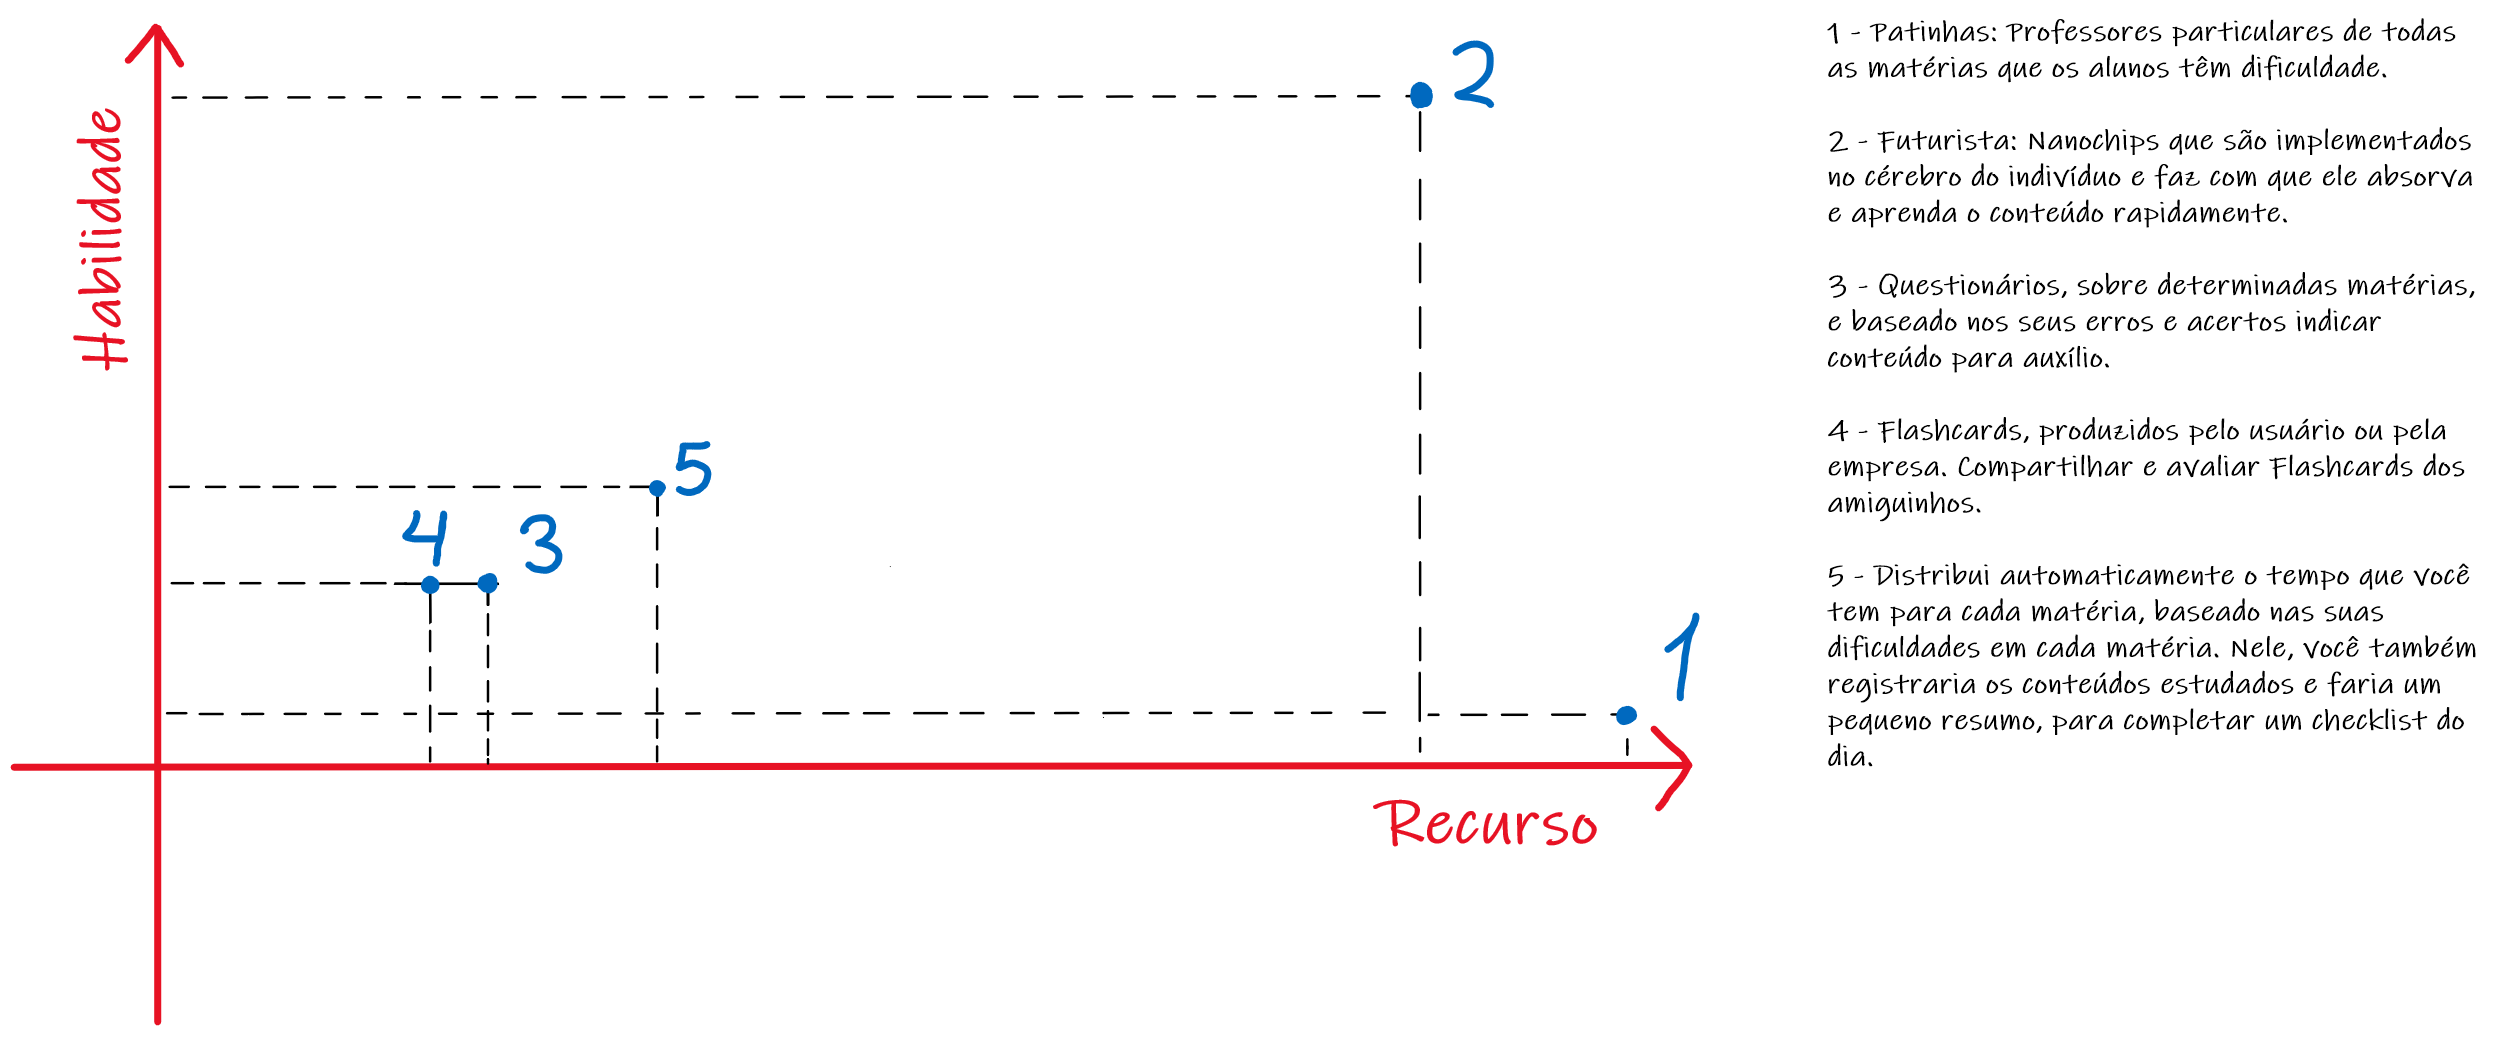 Habilidade
2
5
4
3
1
Recurso
1 - Patinhas: Professores particulares de todas
as matérias que os alunos têm dificuldade.
2 - Futurista: Nanochips que são implementados
no cérebro do indivíduo e faz com que ele absorva
e aprenda o conteúdo rapidamente.
3 - Questionários, sobre determinadas matérias,
e baseado nos seus erros e acertos indicar
conteúdo para auxílio.
4 - Flashcards, produzidos pelo usuário ou pela
empresa. Compartilhar e avaliar Flashcards dos
amiguinhos.
5 - Distribui automaticamente o tempo que você
tem para cada matéria, baseado nas suas
dificuldades em cada matéria. Nele, você também
registraria os conteúdos estudados e faria um
pequeno resumo, para completar um checklist do
dia.